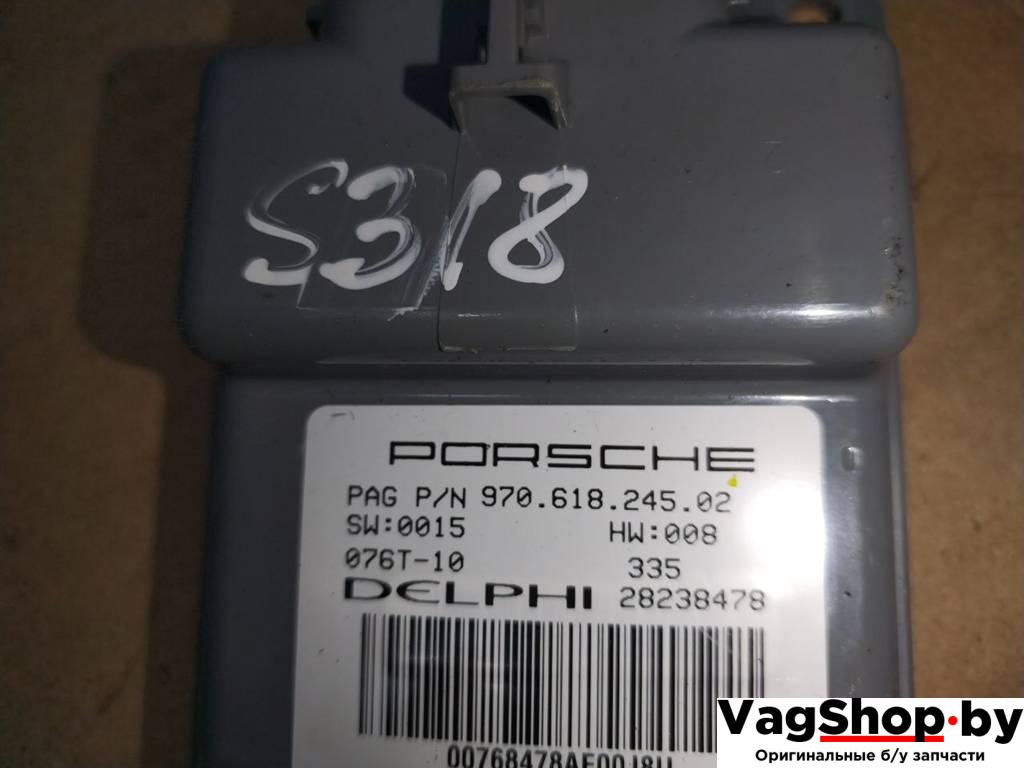 S318
PORSCHE
PAG P/N 970.618.245.02
SW:0015 HW:008
076T-10 335
DELPHI 28238478
VagShop.by
Оригинальные б/у запчасти